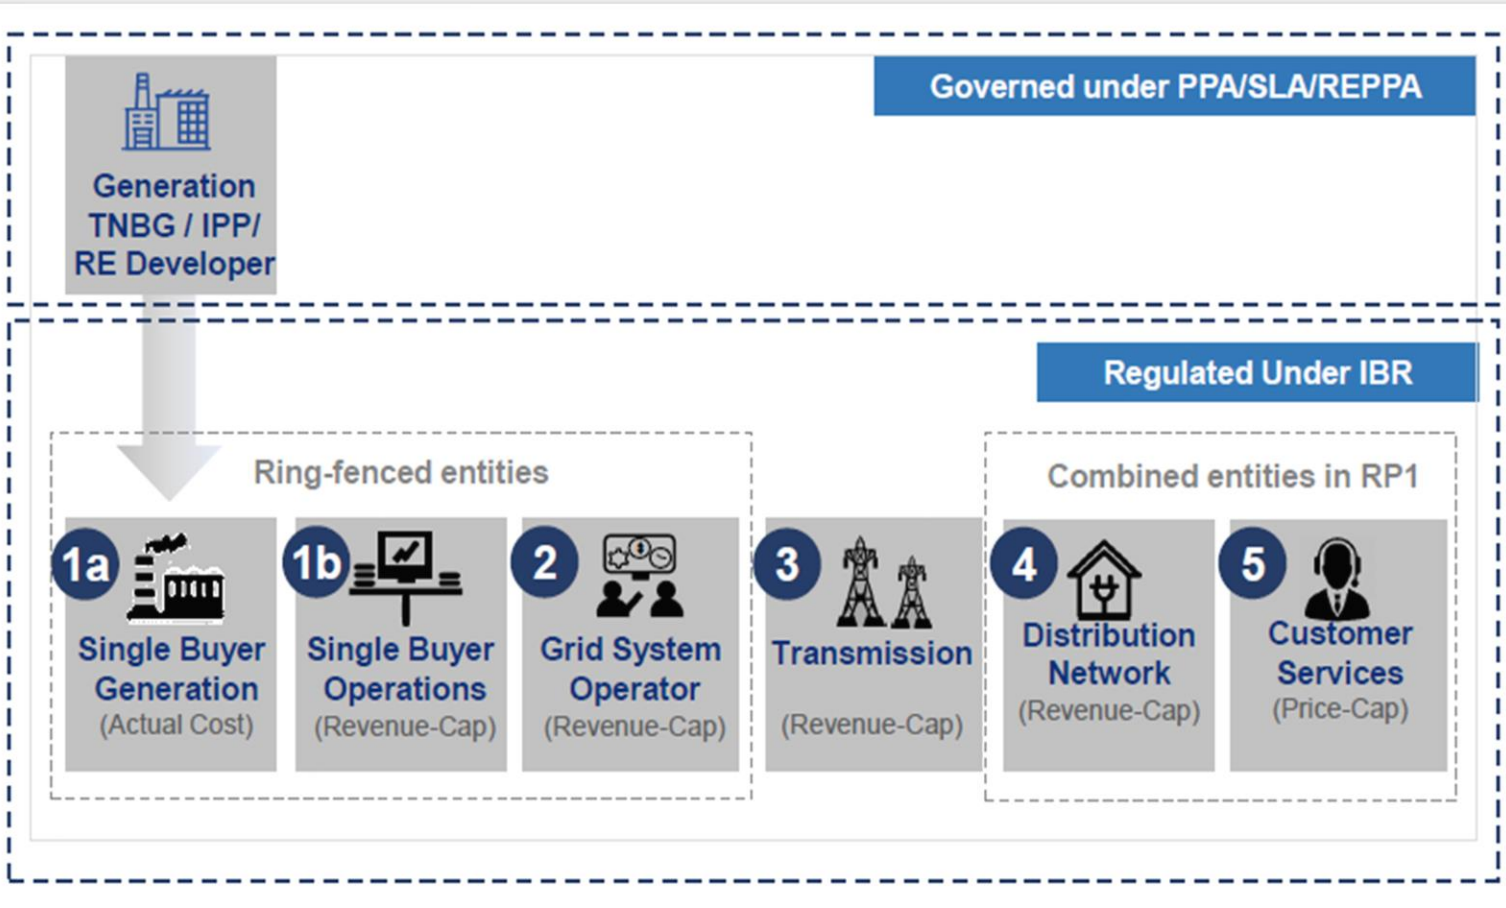 Governed under PPA/SLA/REPPA
Generation
TNBG / IPP/
RE Developer
Regulated Under IBR
Ring-fenced entities
Combined entities in RP1
1a
Single Buyer
Generation
(Actual Cost)
1b
Single Buyer
Operations
(Revenue-Cap)
2
Grid System
Operator
(Revenue-Cap)
3
Transmission
(Revenue-Cap)
4
Distribution
Network
(Revenue-Cap)
5
Customer
Services
(Price-Cap)